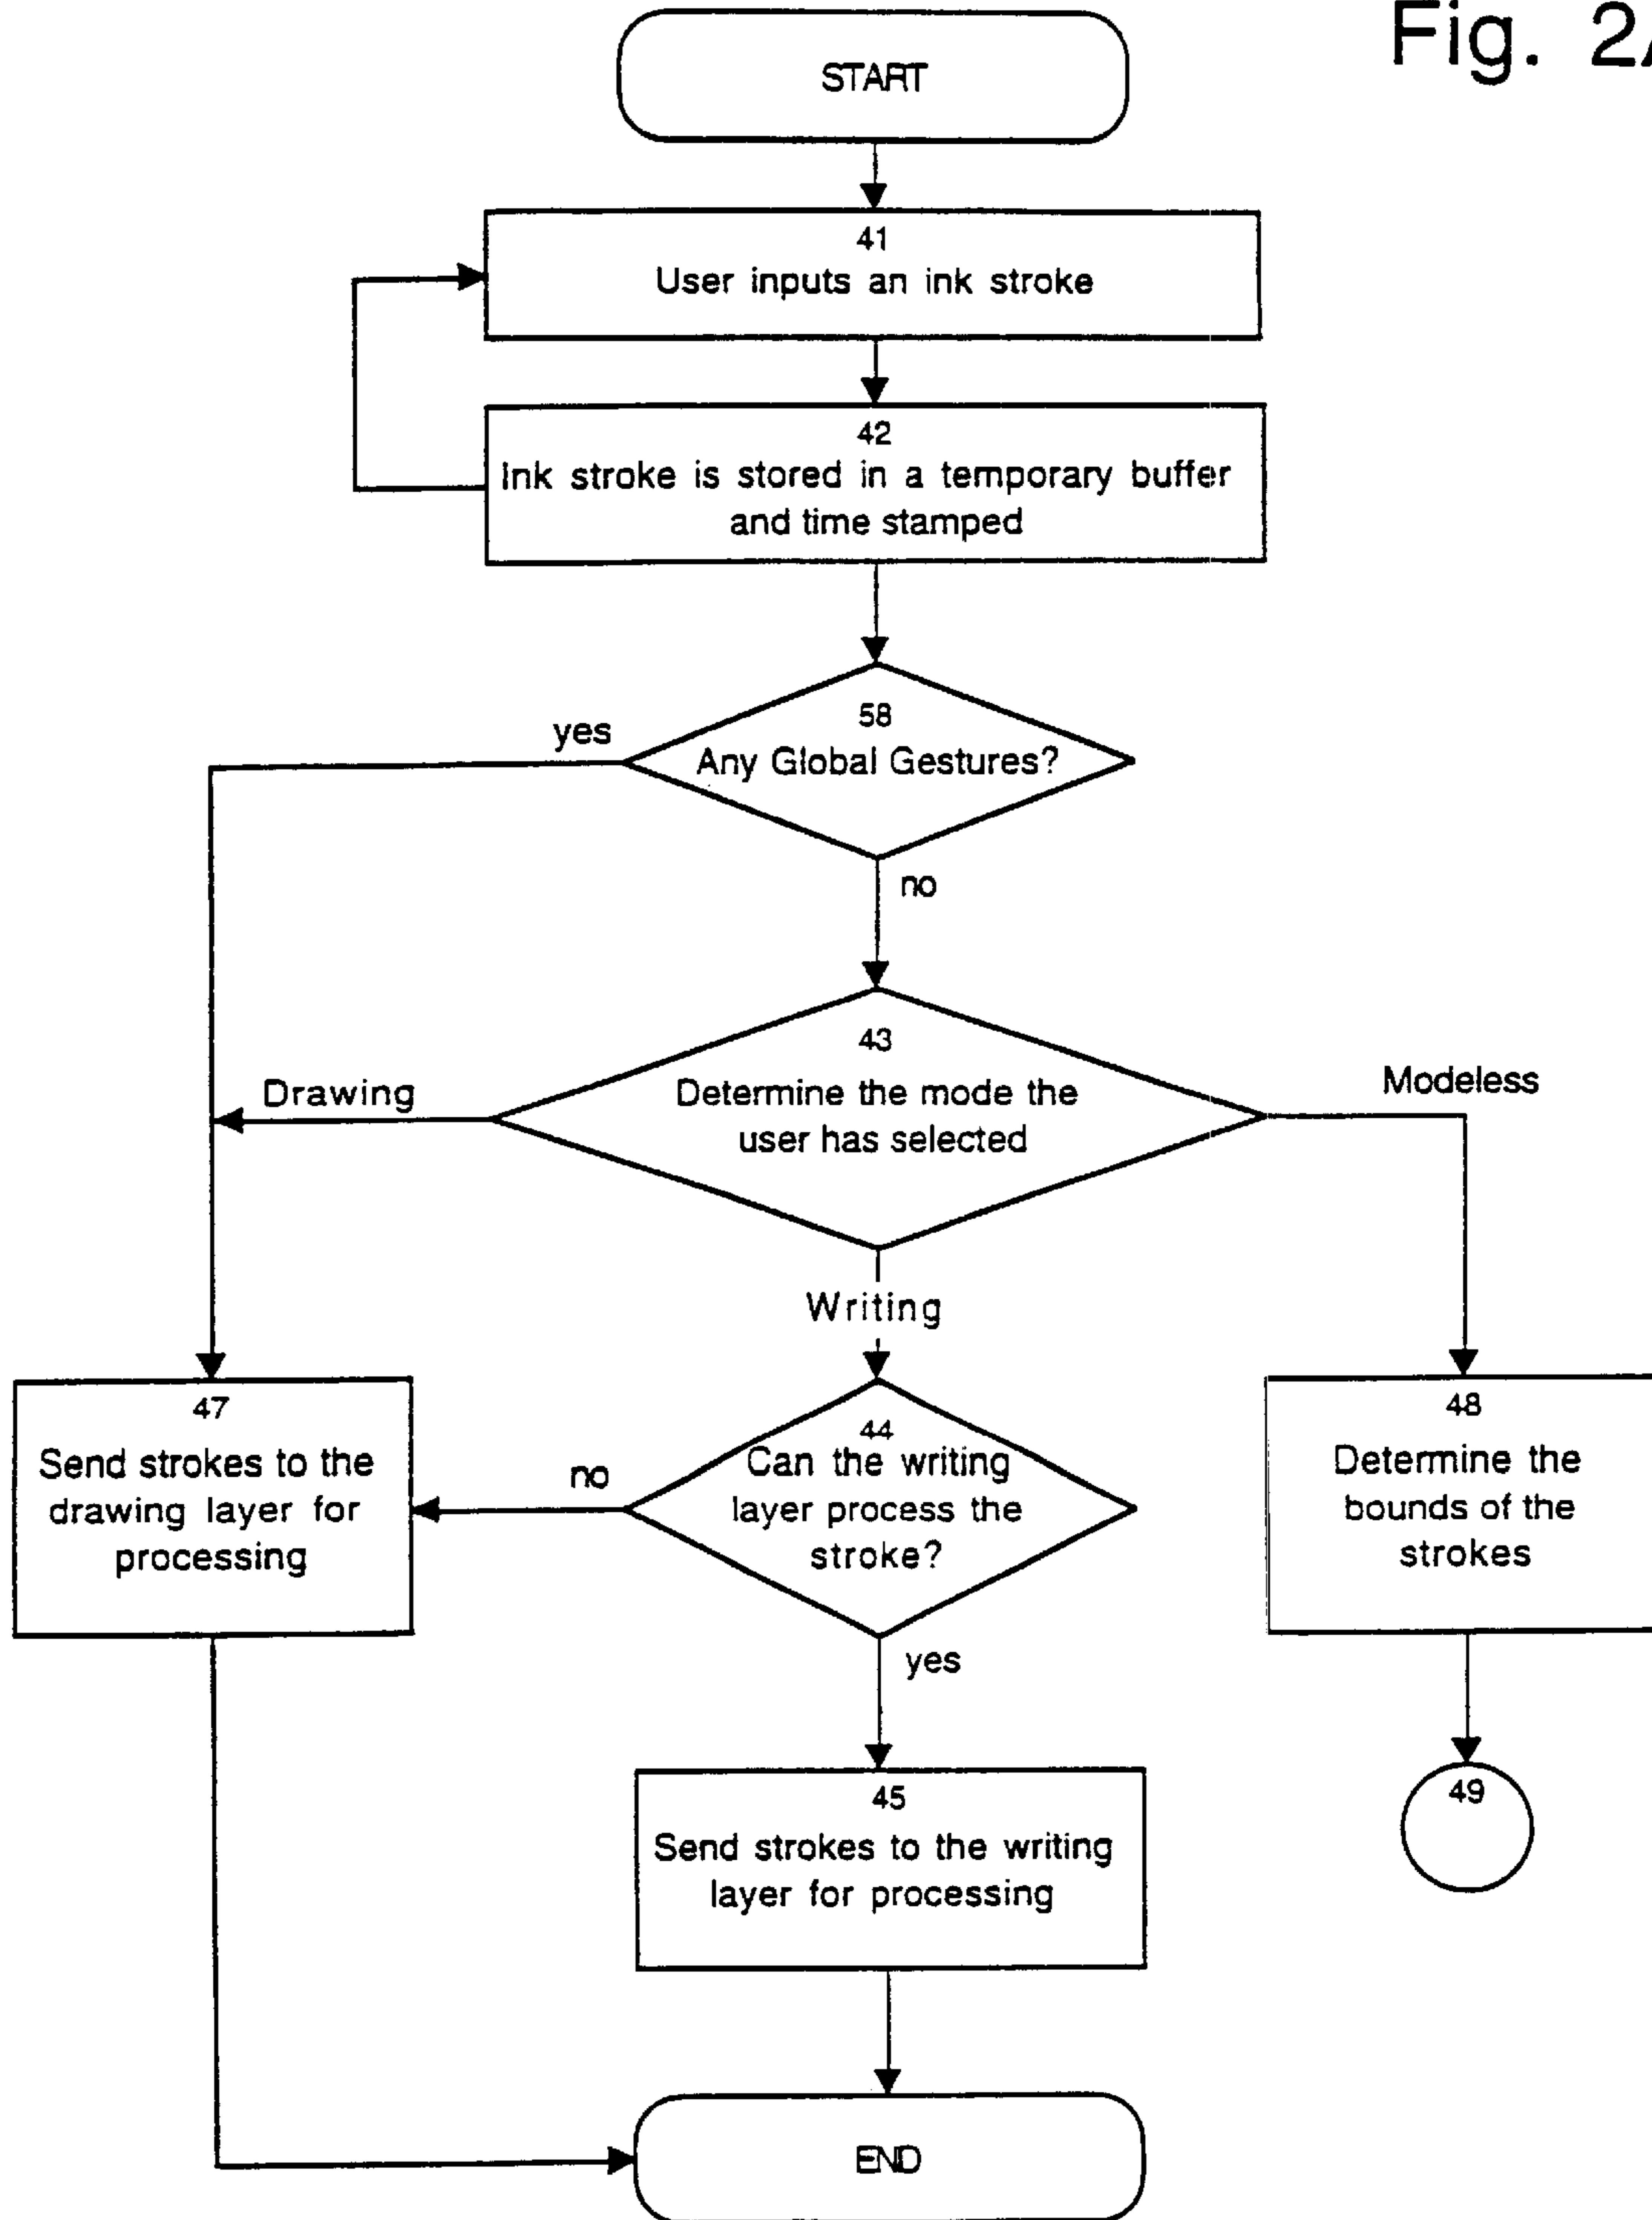 Fig. 2A
START
41
User inputs an ink stroke
42
Ink stroke is stored in a temporary buffer
and time stamped
58
Any Global Gestures?
yes
no
43
Determine the mode the
user has selected
Drawing
Modeless
Writing
47
Send strokes to the
drawing layer for
processing
44
Can the writing
layer process the
stroke?
no
yes
48
Determine the
bounds of the
strokes
49
45
Send strokes to the writing
layer for processing
END